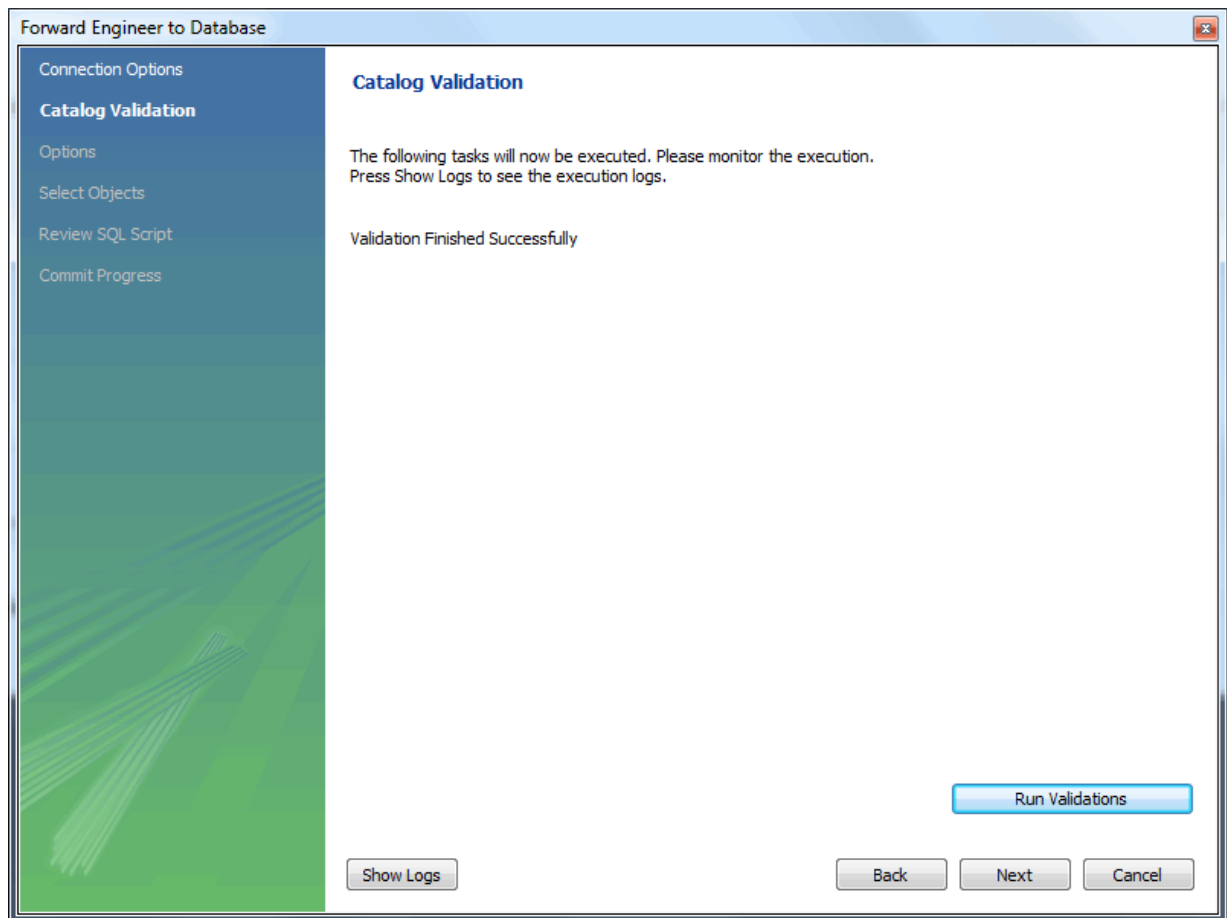 Forward Engineer to Database
Connection Options
Catalog Validation
Options
Select Objects
Review SQL Script
Commit Progress
Catalog Validation
The following tasks will now be executed. Please monitor the execution.
Press Show Logs to see the execution logs.
Validation Finished Successfully
Run Validations
Show Logs
Back
Next
Cancel